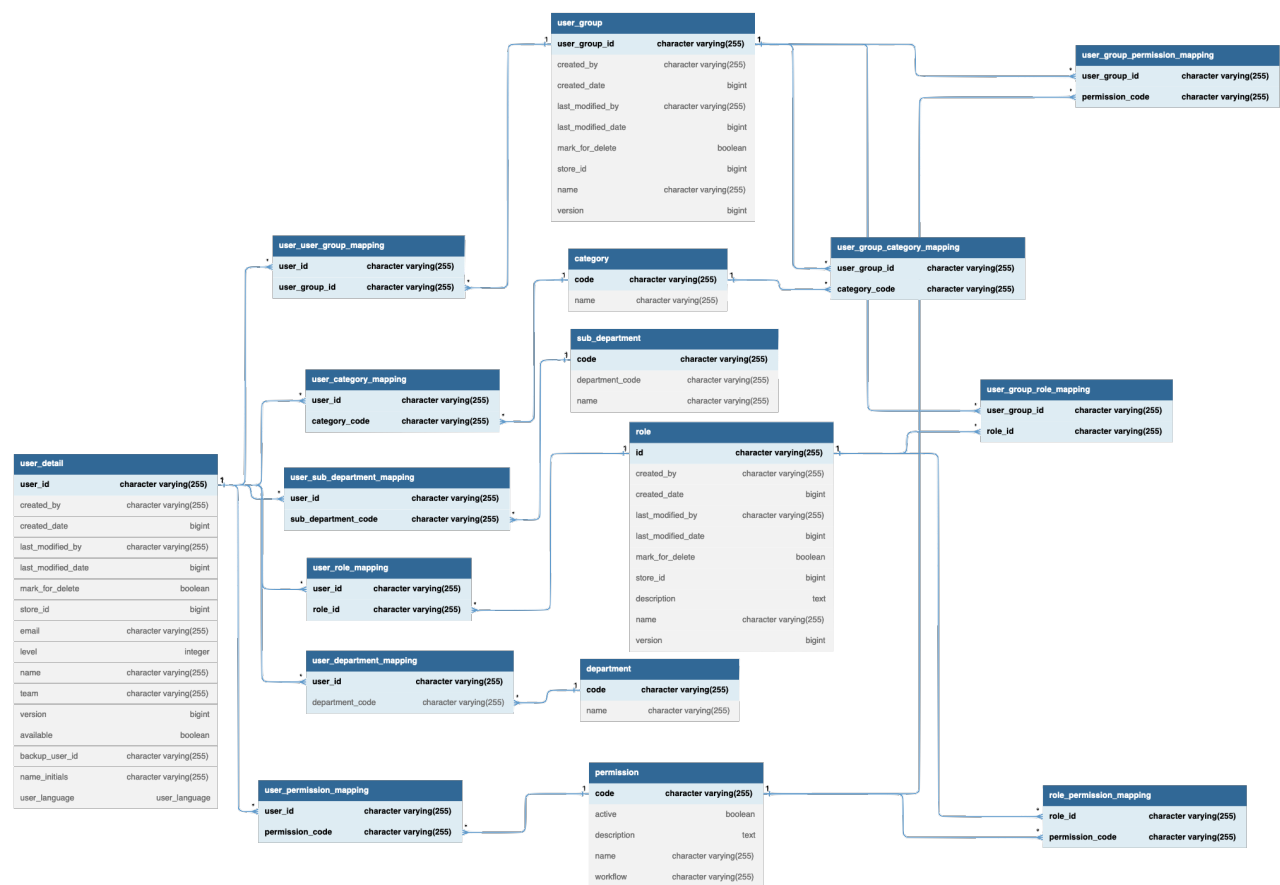 user_group
user_group_id character varying(255)
created_by character varying(255)
created_date bigint
last_modified_by character varying(255)
last_modified_date bigint
mark_for_delete boolean
store_id bigint
name character varying(255)
version bigint
user_group_permission_mapping
user_group_id character varying(255)
permission_code character varying(255)
user_user_group_mapping
user_id character varying(255)
user_group_id character varying(255)
category
code character varying(255)
name character varying(255)
user_group_category_mapping
user_group_id character varying(255)
category_code character varying(255)
sub_department
code character varying(255)
department_code character varying(255)
name character varying(255)
user_category_mapping
user_id character varying(255)
category_code character varying(255)
user_group_role_mapping
user_group_id character varying(255)
role_id character varying(255)
role
id character varying(255)
created_by character varying(255)
created_date bigint
last_modified_by character varying(255)
last_modified_date bigint
mark_for_delete boolean
store_id bigint
description text
name character varying(255)
version bigint
user_detail
user_id character varying(255)
created_by character varying(255)
created_date bigint
last_modified_by character varying(255)
last_modified_date bigint
mark_for_delete boolean
store_id bigint
email character varying(255)
level integer
name character varying(255)
team character varying(255)
version bigint
available boolean
backup_user_id character varying(255)
name_initials character varying(255)
user_language user_language
user_sub_department_mapping
user_id character varying(255)
sub_department_code character varying(255)
user_role_mapping
user_id character varying(255)
role_id character varying(255)
user_department_mapping
user_id character varying(255)
department_code character varying(255)
department
code character varying(255)
name character varying(255)
user_permission_mapping
user_id character varying(255)
permission_code character varying(255)
permission
code character varying(255)
active boolean
description text
name character varying(255)
workflow character varying(255)
role_permission_mapping
role_id character varying(255)
permission_code character varying(255)